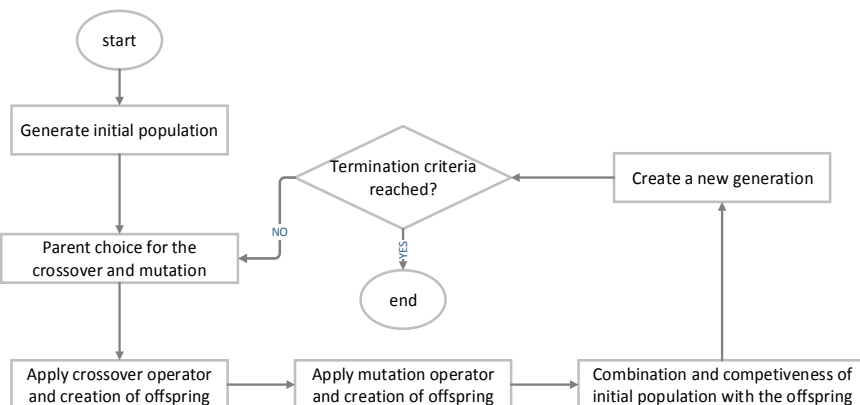 start
Generate initial population
Parent choice for the
crossover and mutation
Apply crossover operator
and creation of offspring
Apply mutation operator
and creation of offspring
Combination and competiveness of
initial population with the offspring
Create a new generation
Termination criteria
reached?
NO
YES
end